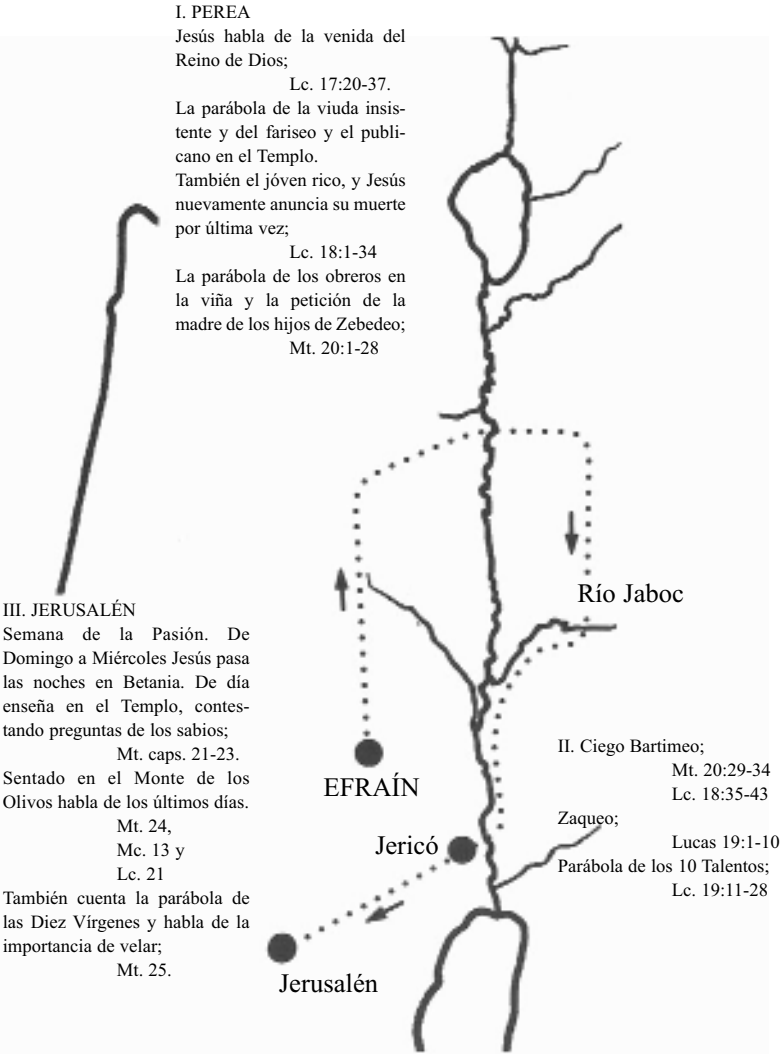 I. PEREA
Jesús habla de la venida del
Reino de Dios;
Lc. 17:20-37.
La parábola de la viuda insis-
tente y del fariseo y el publi-
cano en el Templo.
También el jóven rico, y Jesús
nuevamente anuncia su muerte
por última vez;
Lc. 18:1-34
La parábola de los obreros en
la viña y la petición de la
madre de los hijos de Zebedeo;
Mt. 20:1-28
Río Jaboc
III. JERUSALÉN
Semana de la Pasión. De
Domingo a Miércoles Jesús pasa
las noches en Betania. De día
enseña en el Templo, contes-
tando preguntas de los sabios;
Mt. caps. 21-23.
Sentado en el Monte de los
Olivos habla de los últimos días.
Mt. 24,
Mc. 13 y
Lc. 21
También cuenta la parábola de
las Diez Vírgenes y habla de la
importancia de velar;
Mt. 25.
EFRAÍN
Jericó
Jerusalén
II. Ciego Bartimeo;
Mt. 20:29-34
Lc. 18:35-43
Zaqueo;
Lucas 19:1-10
Parábola de los 10 Talentos;
Lc. 19:11-28